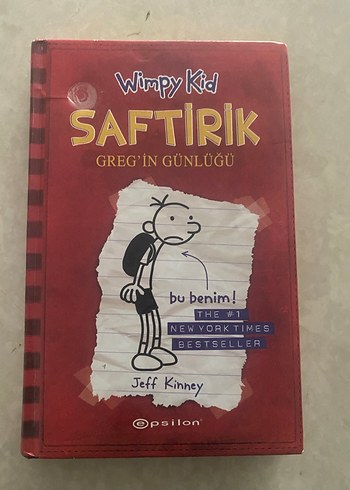 Wimpy Kid
SAFTİRİK
GREG'İN GÜNLÜĞÜ
bu benim!
THE #1
NEW YORK TIMES
BESTSELLER
Jeff Kinney
epsilon